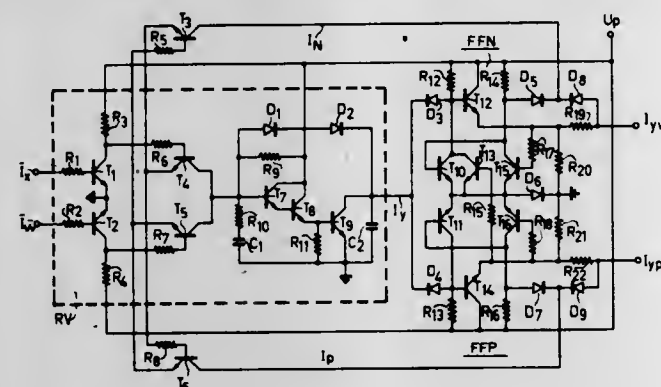 T3
R5
IN
FFN
Up
R12
R14
D5
D8
D1
D2
D3
T12
R19
Iyv
R3
R6
R9
R17
R20
Ix
R1
T1
T4
T7
T10
T13
T15
T8
Iy
D6
T2
R2
T5
R10
T9
T11
R15
R18
R21
R7
C1
R11
C2
R4
D4
T14
R22
Iyp
RV
R13
R16
D7
D9
R8
Ip
FFP
T6